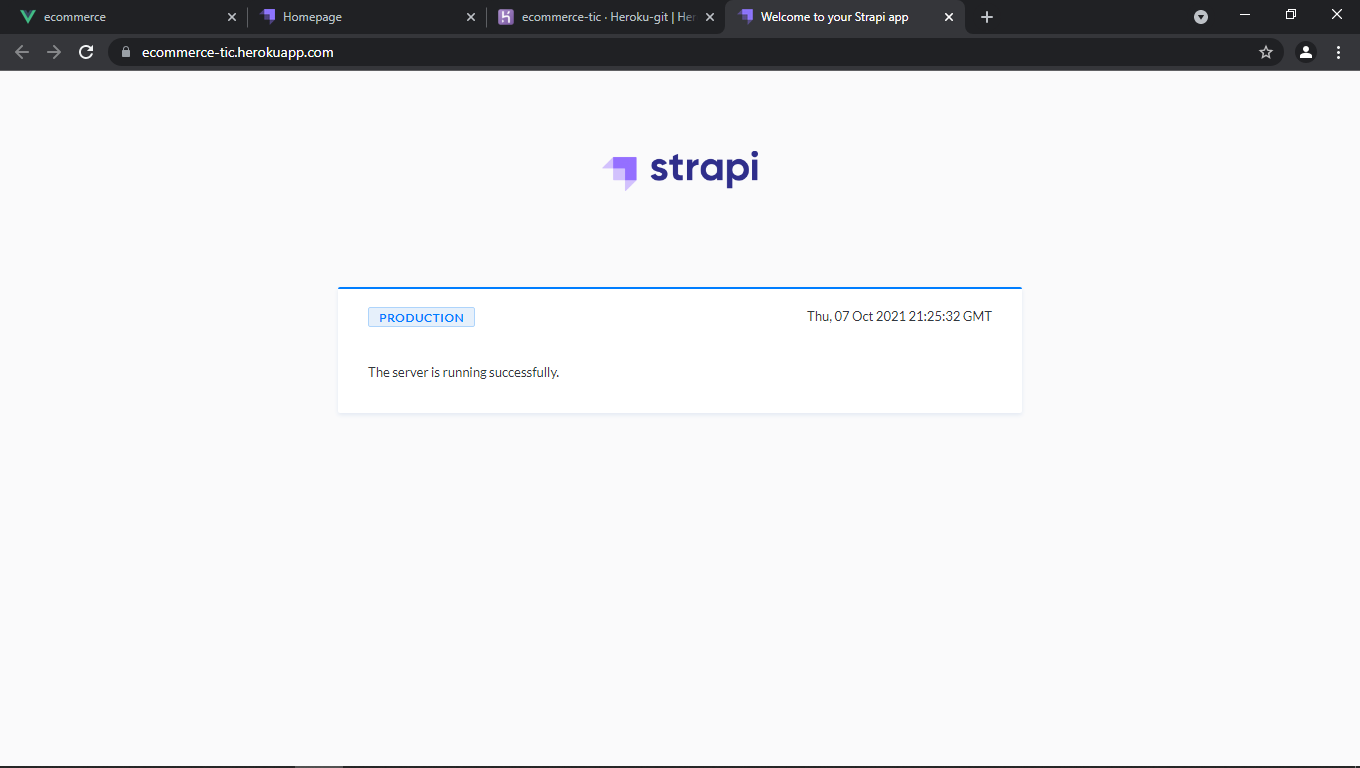 ecommerce
Homepage
ecommerce-tic · Heroku-git | Her
Welcome to your Strapi app
ecommerce-tic.herokuapp.com
strapi
PRODUCTION
Thu, 07 Oct 2021 21:25:32 GMT
The server is running successfully.